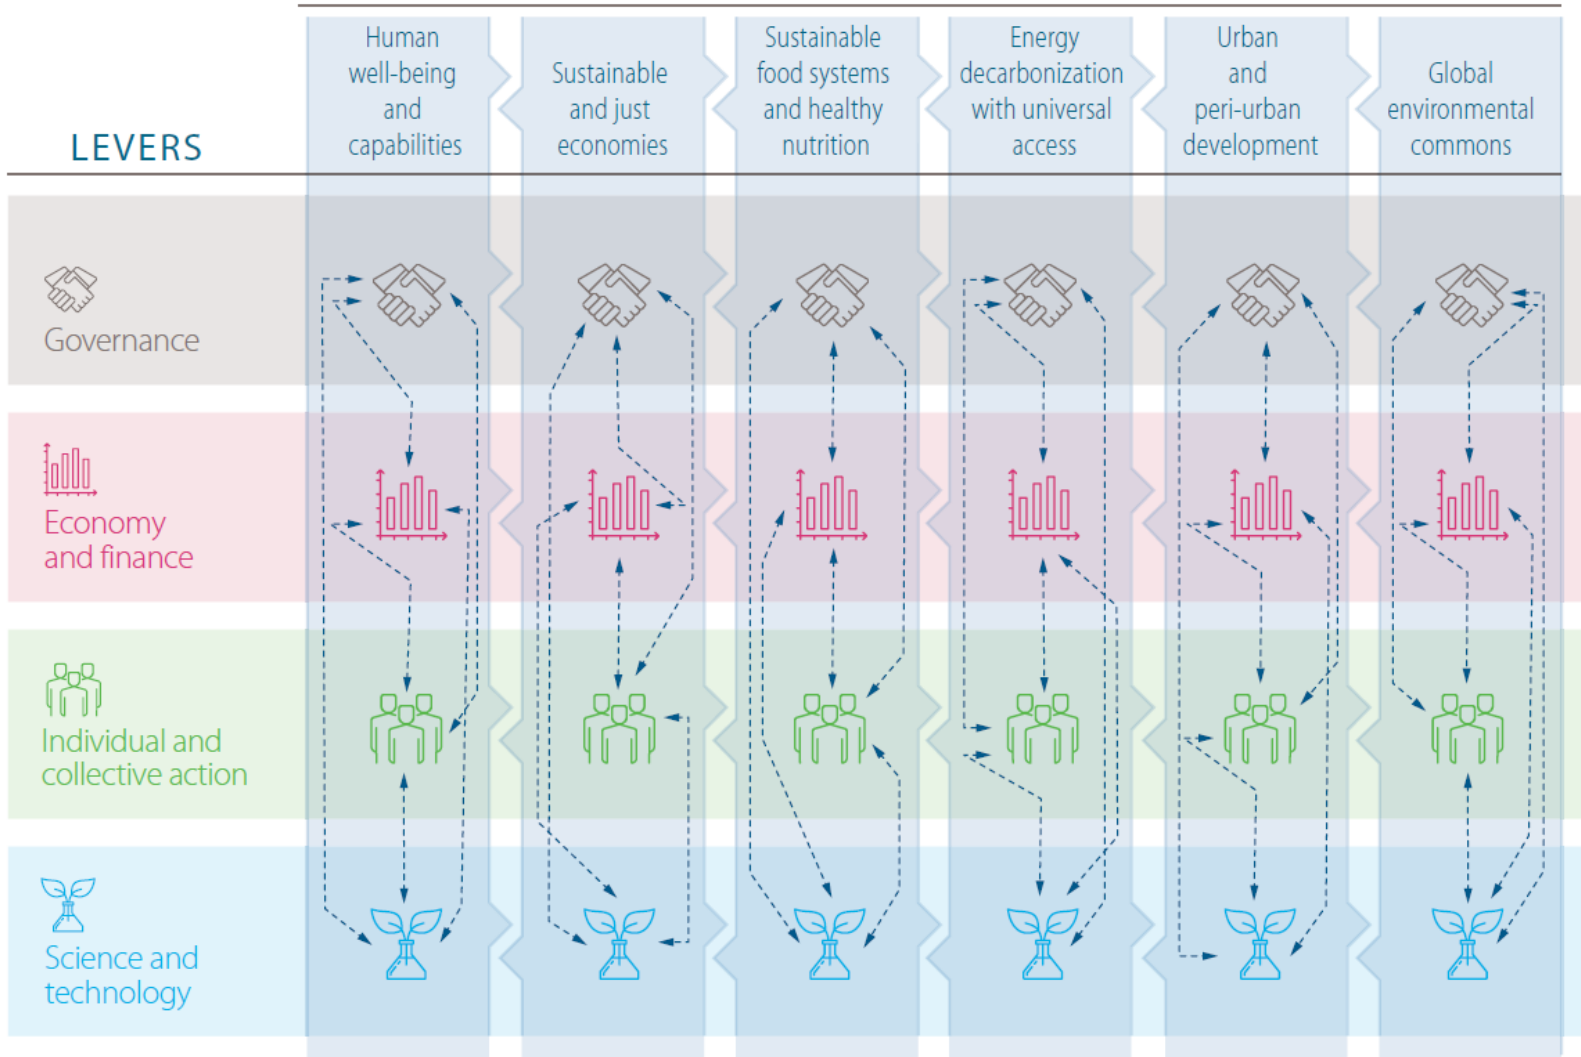 Human
well-being
and
capabilities
Sustainable
and just
economies
Sustainable
food systems
and healthy
nutrition
Energy
decarbonization
with universal
access
Urban
and
peri-urban
development
Global
environmental
commons
LEVERS
Governance
Economy
and finance
Individual and
collective action
Science and
technology